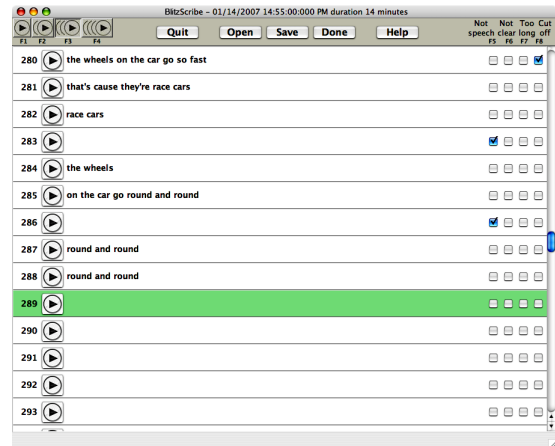 BlitzScribe - 01/14/2007 14:55:00:000 PM duration 14 minutes
F1 F2 F3 F4
Quit Open Save Done Help
Not Not Too Cut
speech clear long off
F5 F6 F7 F8
280 the wheels on the car go so fast
281 that's cause they're race cars
282 race cars
283
284 the wheels
285 on the car go round and round
286
287 round and round
288 round and round
289
290
291
292
293